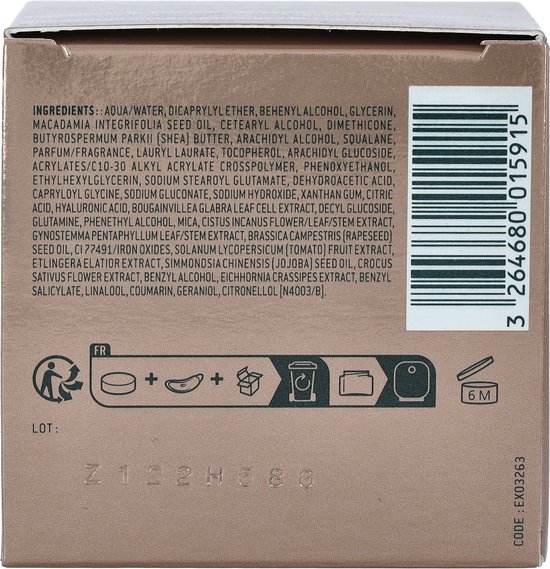 INGREDIENTS: : AQUA/WATER, DICAPRYLYL ETHER, BEHENYL ALCOHOL, GLYCERIN,
MACADAMIA INTEGRIFOLIA SEED OIL, CETEARYL ALCOHOL, DIMETHICONE,
BUTYROSPERMUM PARKII (SHEA) BUTTER, ARACHIDYL ALCOHOL, SQUALANE,
PARFUM/FRAGRANCE, LAURYL LAURATE, TOCOPHEROL, ARACHIDYL GLUCOSIDE,
ACRYLATES/C10-30 ALKYL ACRYLATE CROSSPOLYMER, PHENOXYETHANOL,
ETHYLHEXYLGLYCERIN, SODIUM STEAROYL GLUTAMATE, DEHYDROACETIC ACID,
CAPRYLOYL GLYCINE, SODIUM GLUCONATE, SODIUM HYDROXIDE, XANTHAN GUM, CITRIC
ACID, HYALURONIC ACID, BOUGAINVILLEA GLABRA LEAF CELL EXTRACT, DECYL GLUCOSIDE,
GLUTAMINE, PHENETHYL ALCOHOL, MICA, CISTUS INCANUS FLOWER/LEAF/STEM EXTRACT,
GYNOSTEMMA PENTAPHYLLUM LEAF/STEM EXTRACT, BRASSICA CAMPESTRIS (RAPESEED)
SEED OIL, CI 77491/IRON OXIDES, SOLANUM LYCOPERSICUM (TOMATO) FRUIT EXTRACT,
ETLINGERA ELATIOR EXTRACT, SIMMONDSIA CHINENSIS (JOJOBA) SEED OIL, CROCUS
SATIVUS FLOWER EXTRACT, BENZYL ALCOHOL, EICHHORNIA CRASSIPES EXTRACT, BENZYL
SALICYLATE, LINALOOL, COUMARIN, GERANIOL, CITRONELLOL [N4003/B].
3 264680 015915
FR
6 M
LOT :
Z122H586
CODE : EX03263